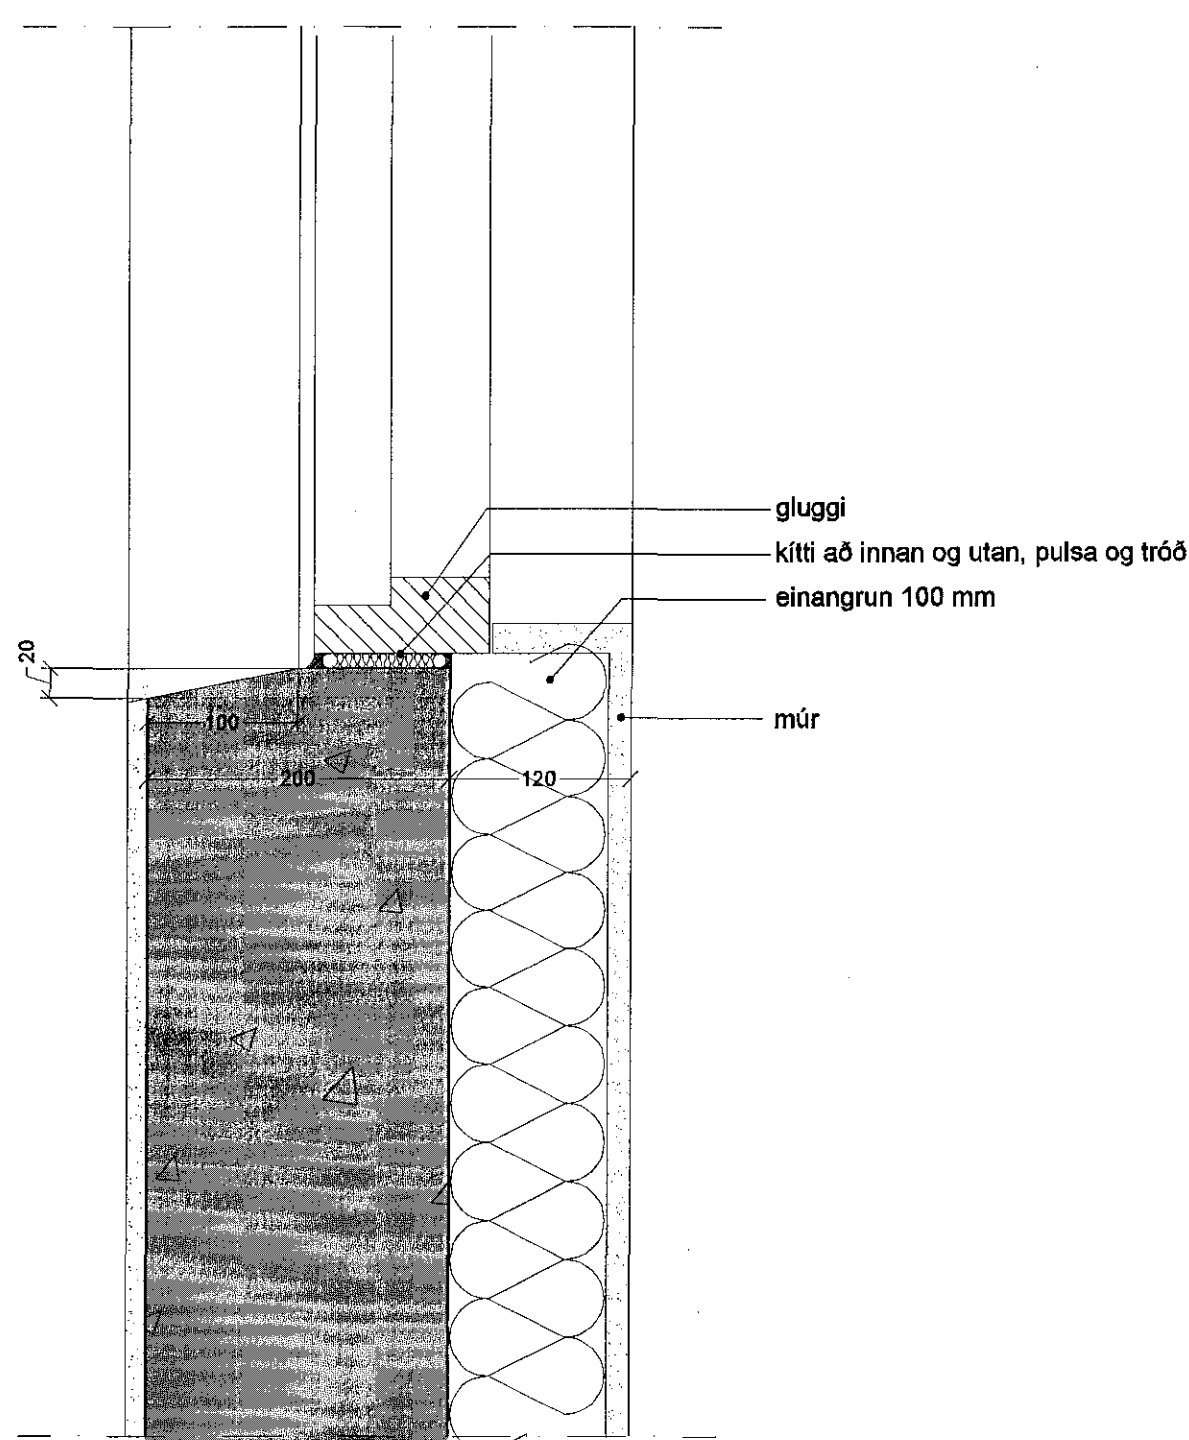 gluggi
kítti að innan og utan, pulsa og tróð
einangrun 100 mm
20
múr
100
200
120